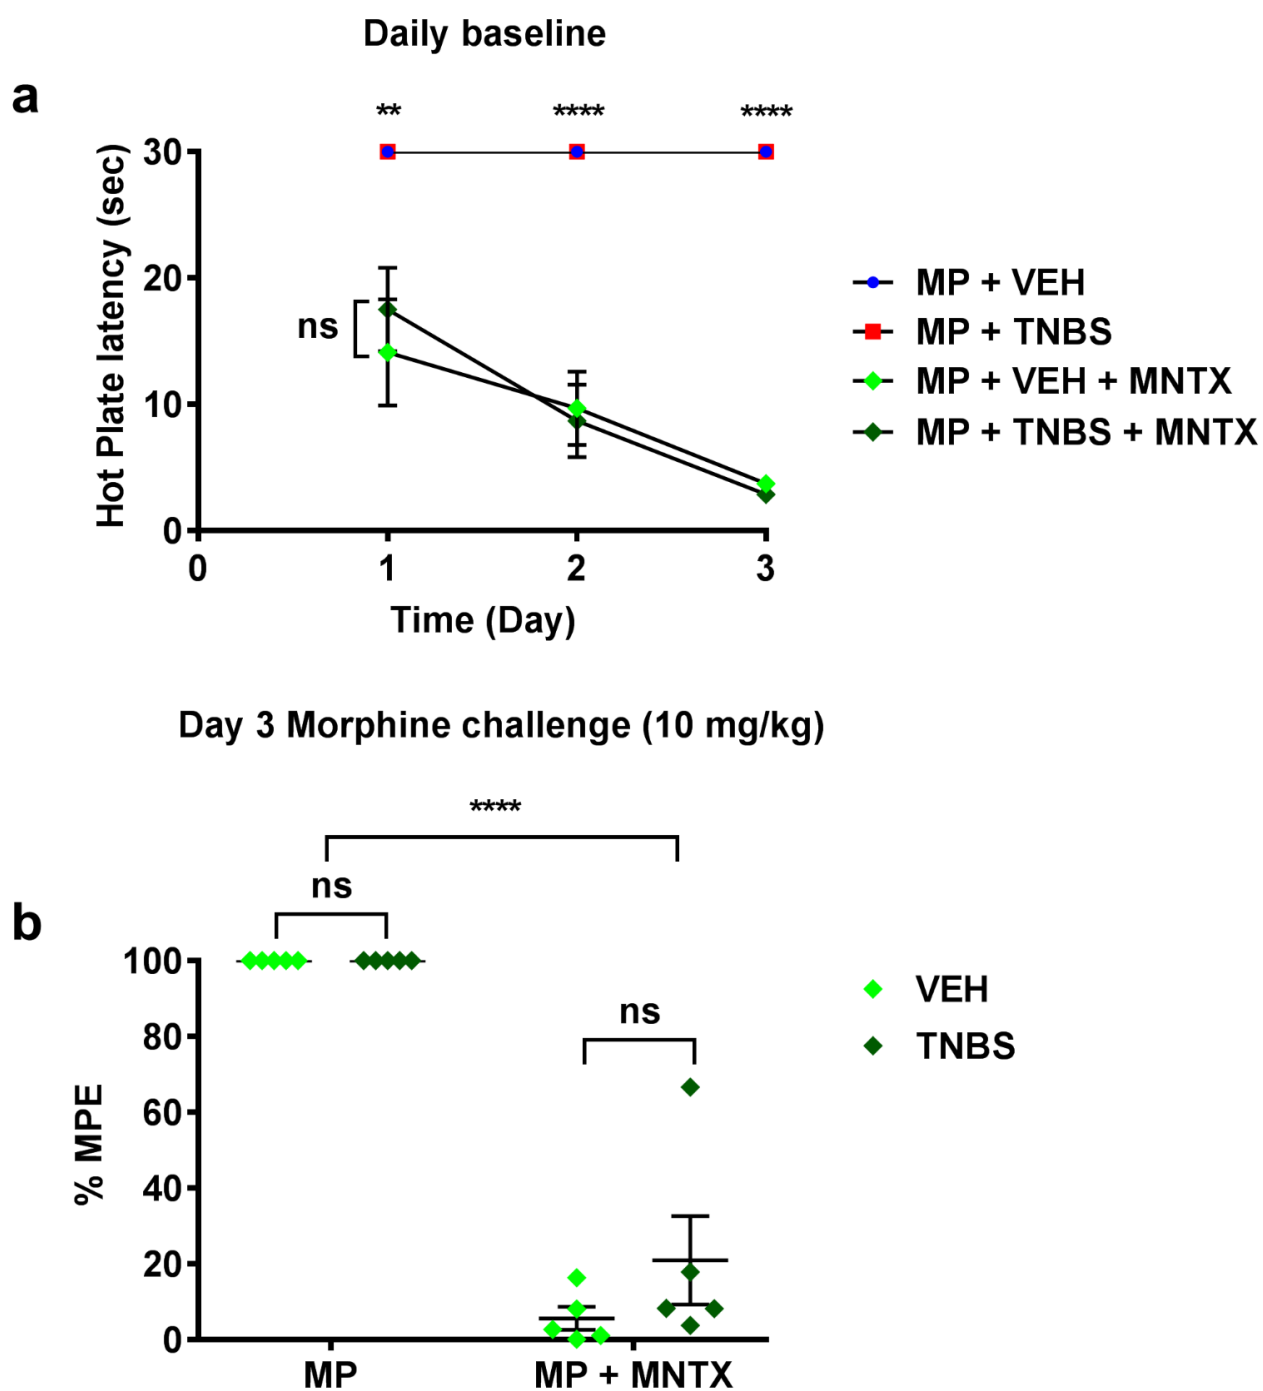 Daily baseline
a
** **** ****
30
20
10
0
Hot Plate latency (sec)
ns
0 1 2 3
Time (Day)
MP + VEH
MP + TNBS
MP + VEH + MNTX
MP + TNBS + MNTX
Day 3 Morphine challenge (10 mg/kg)
****
ns
b
100
80
60
40
20
0
% MPE
ns
MP MP + MNTX
VEH
TNBS